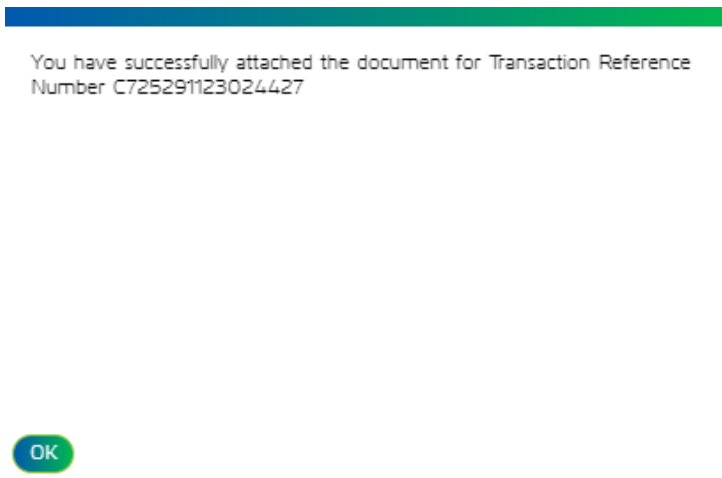 You have successfully attached the document for Transaction Reference
Number C725291123024427
OK